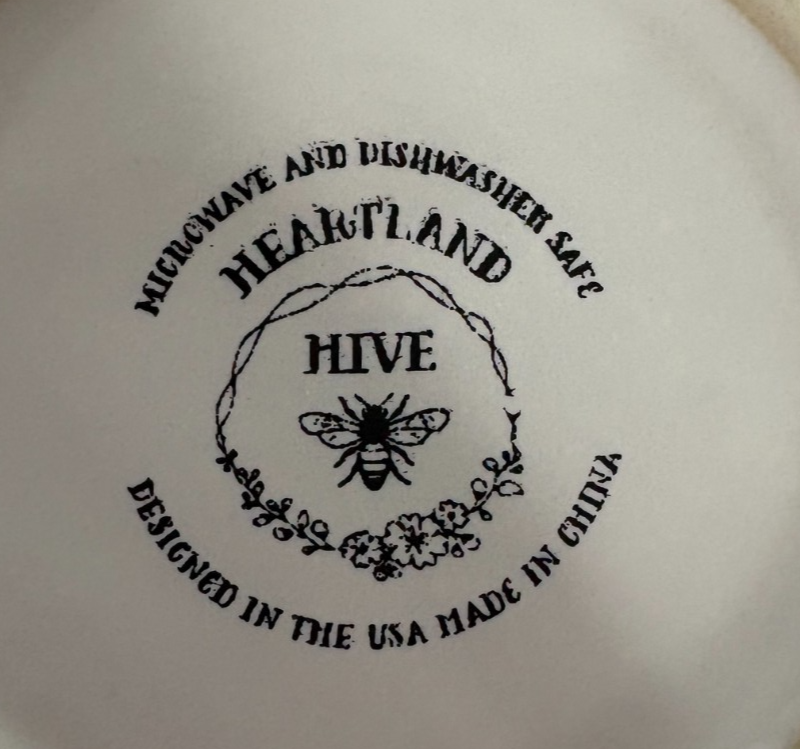 MICROWAVE AND DISHWASHER SAFE
HEARTLAND
HIVE
DESIGNED IN THE USA MADE IN CHINA